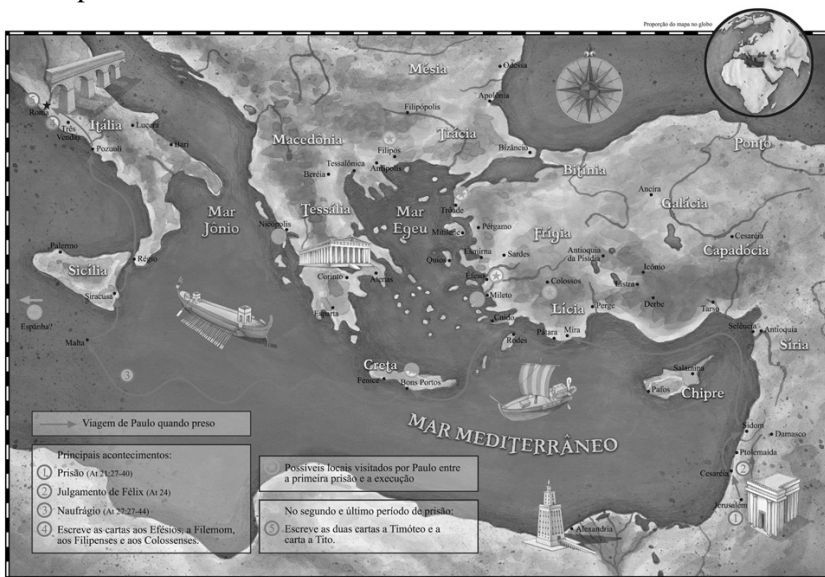 Proporção do mapa no globo
Mésia
Odessa
Apolônia
Filipópolis
Trácia
Macedônia
Filipos
Anfípolis
Tessalônica
Beréia
Bizâncio
Ponto
Bitínia
Roma
Três
Vendas
Itália
Lucera
Bari
Pozzuoli
Mar
Jônio
Tessália
Nicópolis
Mar
Egeu
Trôade
Mitilene
Pérgamo
Quios
Esmirna
Sardes
Frígia
Ancira
Galácia
Cesaréia
Capadócia
Antioquia
da Pisídia
Icônio
Listra
Derbe
Tarso
Éfeso
Colossos
Mileto
Lícia
Perge
Cnido
Rodes
Pátara
Mira
Selêucia
Antioquia
Síria
Palermo
Sicília
Régio
Siracusa
Espanha?
Malta
Corinto
Atenas
Esparta
Creta
Fenice
Bons Portos
Salamina
Pafos
Chipre
MAR MEDITERRÂNEO
Sidom
Damasco
Ptolemaida
Cesaréia
Jerusalém
Alexandria
Viagem de Paulo quando preso
Principais acontecimentos:
1 Prisão (At 21:27-40)
2 Julgamento de Félix (At 24)
3 Naufrágio (At 27:27-44)
4 Escreve as cartas aos Efésios, a Filemom,
aos Filipenses e aos Colossenses.
Possíveis locais visitados por Paulo entre
a primeira prisão e a execução
No segundo e último período de prisão:
5 Escreve as duas cartas a Timóteo e a
carta a Tito.